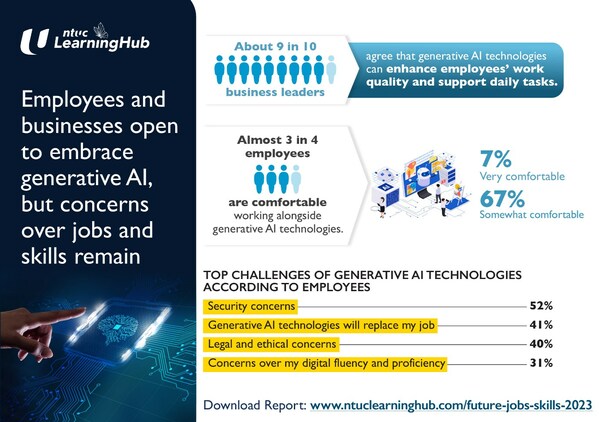 ntuc
LearningHub
Employees and
businesses open
to embrace
generative AI,
but concerns
over jobs and
skills remain
About 9 in 10
business leaders
agree that generative AI technologies
can enhance employees' work
quality and support daily tasks.
Almost 3 in 4
employees
are comfortable
working alongside
generative AI technologies.
7%
Very comfortable
67%
Somewhat comfortable
TOP CHALLENGES OF GENERATIVE AI TECHNOLOGIES
ACCORDING TO EMPLOYEES
Security concerns 52%
Generative AI technologies will replace my job 41%
Legal and ethical concerns 40%
Concerns over my digital fluency and proficiency 31%
Download Report: www.ntuclearninghub.com/future-jobs-skills-2023